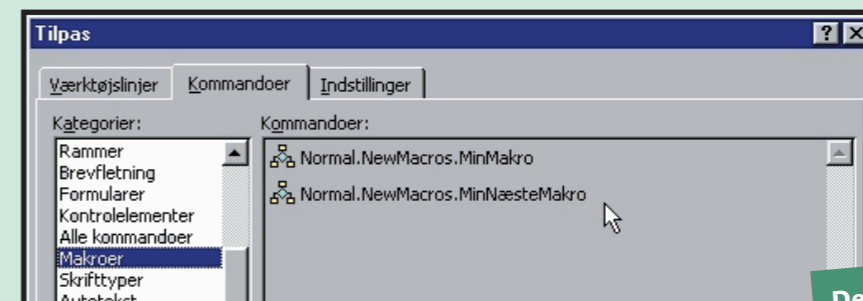 Tilpas
Værktøjslinjer Kommandoer Indstillinger
Kategorier: Kommandoer:
Rammer
Brevfletning
Formularer
Kontrolelementer
Alle kommandoer
Makroer
Skrifttyper
Autotekst
Normal.NewMacros.MinMakro
Normal.NewMacros.MinNæsteMakro